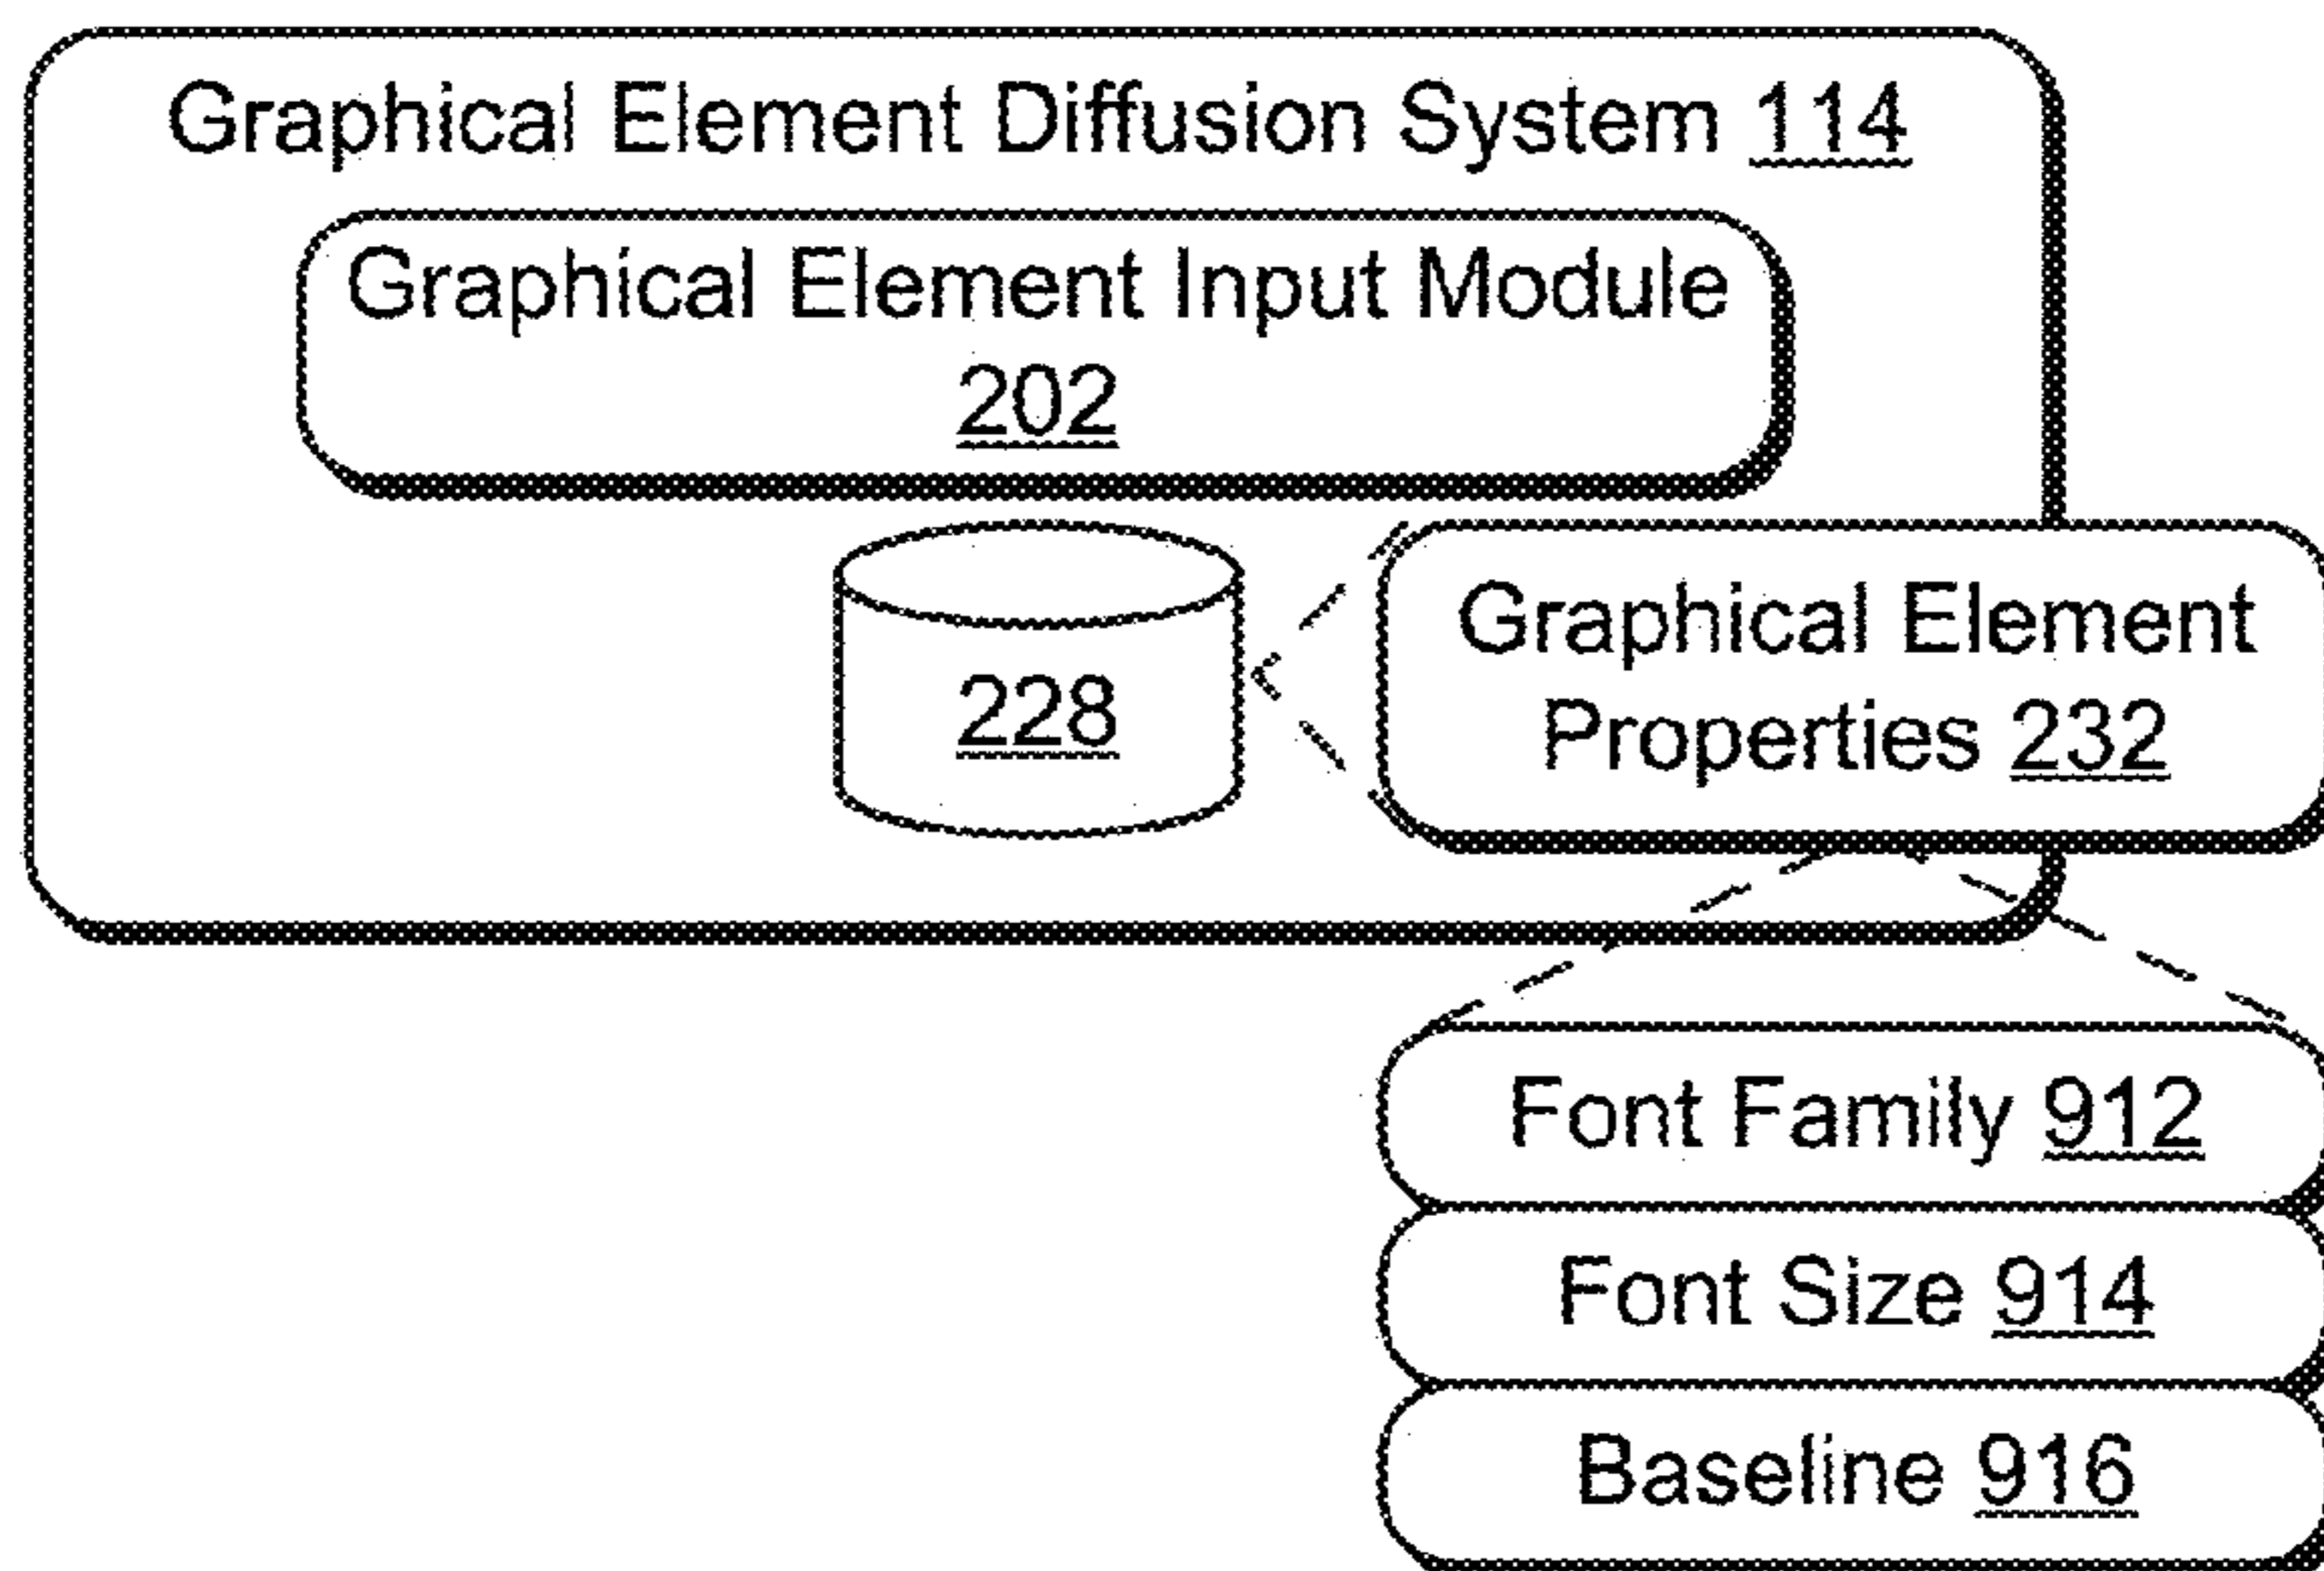 Graphical Element Diffusion System 114
Graphical Element Input Module
202
228
Graphical Element
Properties 232
Font Family 912
Font Size 914
Baseline 916